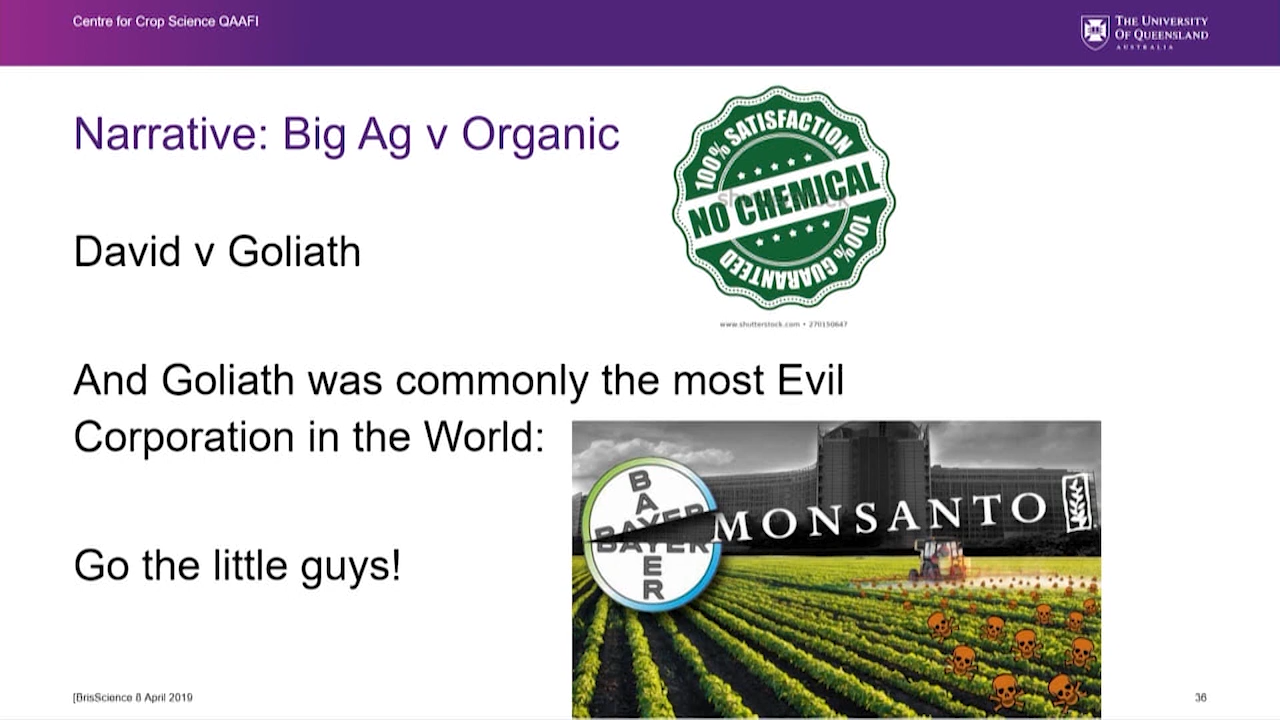 Centre for Crop Science QAAFI
THE UNIVERSITY
OF QUEENSLAND
AUSTRALIA
Narrative: Big Ag v Organic
100% SATISFACTION
NO CHEMICAL
100% GUARANTEED
shutterstock
www.shutterstock.com • 270150647
David v Goliath
And Goliath was commonly the most Evil
Corporation in the World:
BAYER
BAYER
MONSANTO
Go the little guys!
[BrisScience 8 April 2019
36